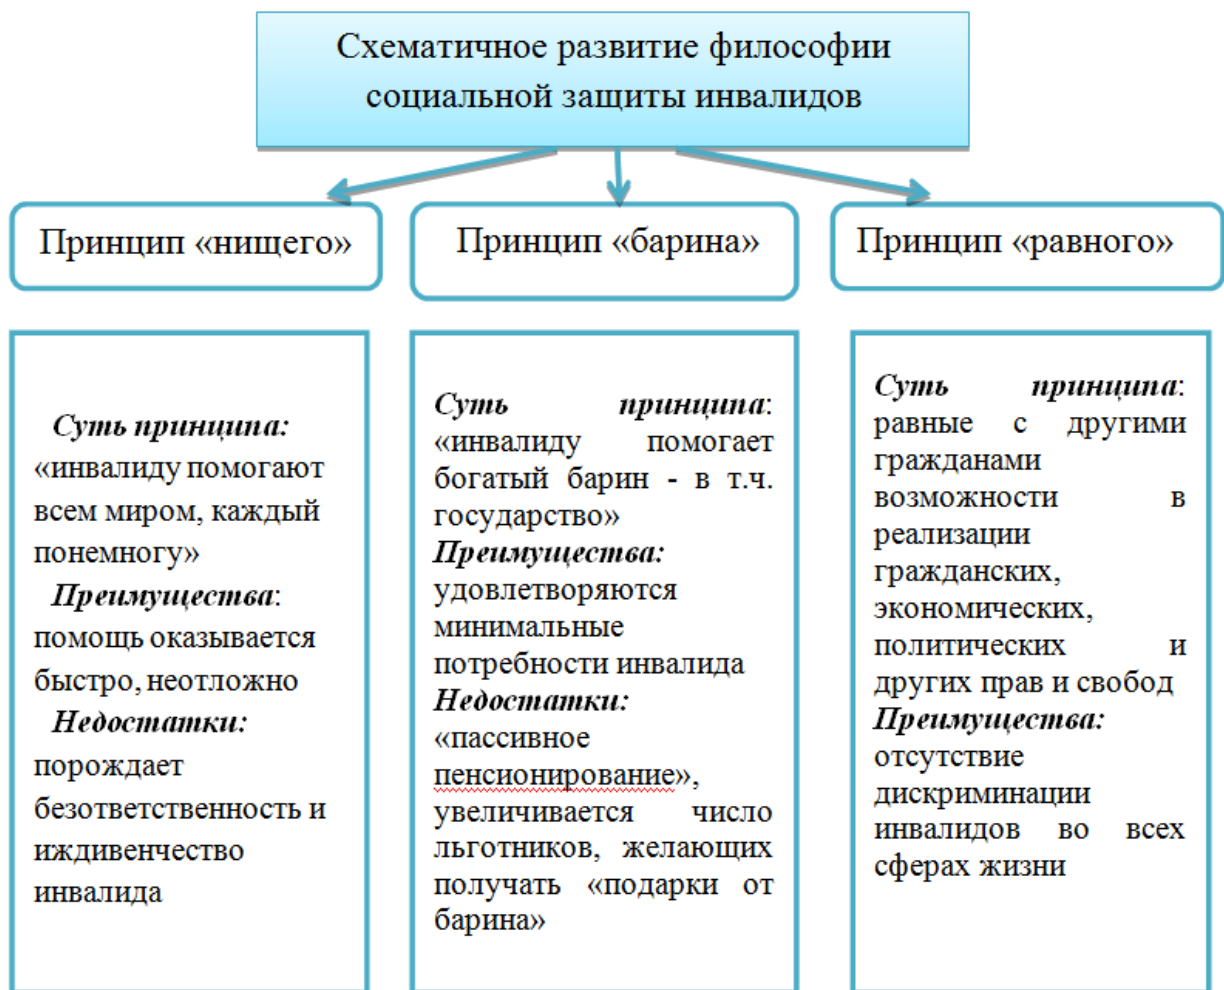 Схематичное развитие философии
социальной защиты инвалидов
Принцип «нищего»
Принцип «барина»
Принцип «равного»
Суть принципа:
«инвалиду помогают
всем миром, каждый
понемногу»
Преимущества:
помощь оказывается
быстро, неотложно
Недостатки:
порождает
безответственность и
иждивенчество
инвалида
Суть принципа:
«инвалиду помогает
богатый барин - в т.ч.
государство»
Преимущества:
удовлетворяются
минимальные
потребности инвалида
Недостатки:
«пассивное
пенсионирование»,
увеличивается число
льготников, желающих
получать «подарки от
барина»
Суть принципа:
равные с другими
гражданами
возможности в
реализации
гражданских,
экономических,
политических и
других прав и свобод
Преимущества:
отсутствие
дискриминации
инвалидов во всех
сферах жизни